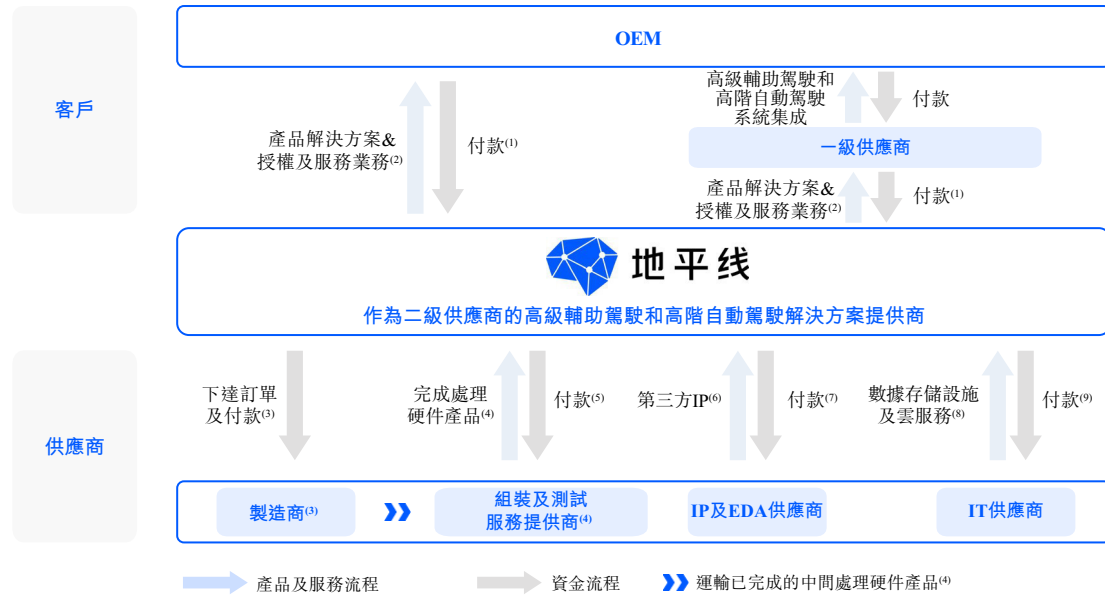 OEM
客戶
高級輔助駕駛和
高階自動駕駛
系統集成
付款
一級供應商
產品解決方案&
授權及服務業務(2)
付款(1)
產品解決方案&
授權及服務業務(2)
付款(1)
地平线
作為二級供應商的高級輔助駕駛和高階自動駕駛解決方案提供商
供應商
下達訂單
及付款(3)
完成處理
硬件產品(4)
付款(5)
第三方IP(6)
付款(7)
數據存儲設施
及雲服務(8)
付款(9)
製造商(3)
組裝及測試
服務提供商(4)
IP及EDA供應商
IT供應商
產品及服務流程
資金流程
運輸已完成的中間處理硬件產品(4)